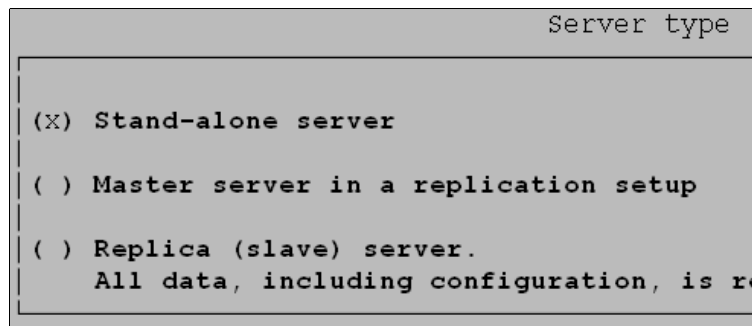 Server type
(X) Stand-alone server
( ) Master server in a replication setup
( ) Replica (slave) server.
All data, including configuration, is